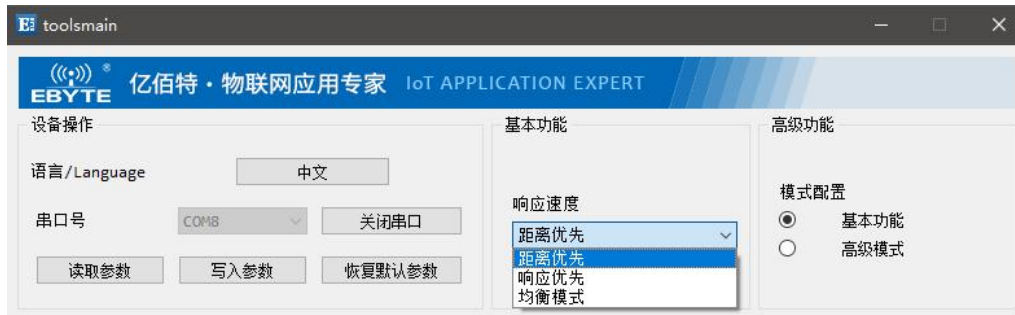 toolsmain
EBYTE ® 亿佰特·物联网应用专家 IoT APPLICATION EXPERT
设备操作
语言/Language 中文
串口号 COM8 关闭串口
读取参数 写入参数 恢复默认参数
基本功能
响应速度
距离优先
距离优先
响应优先
均衡模式
高级功能
模式配置
基本功能
高级模式